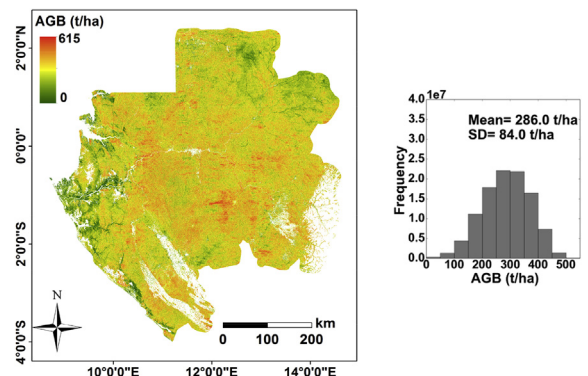 AGB (t/ha)
615
0
2°0'0"N
0°0'0"
2°0'0"S
4°0'0"S
N
km
0 100 200
10°0'0"E 12°0'0"E 14°0'0"E
4.0 1e7
3.5
3.0
2.5
2.0
1.5
1.0
0.5
0.0
Frequency
Mean= 286.0 t/ha
SD= 84.0 t/ha
0 100 200 300 400 500
AGB (t/ha)